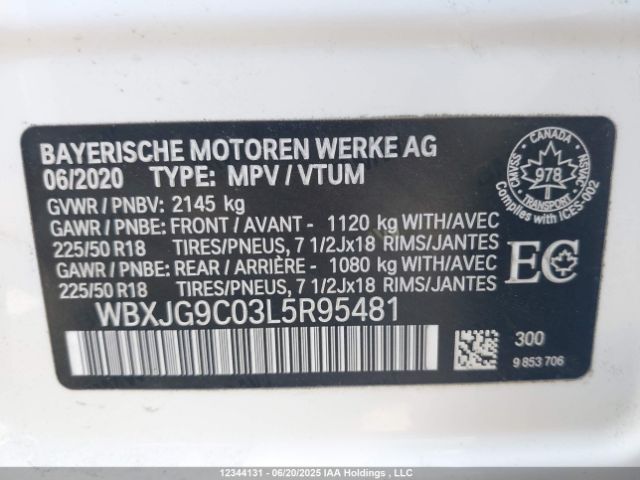 BAYERISCHE MOTOREN WERKE AG
06/2020 TYPE: MPV / VTUM
GVWR / PNBV: 2145 kg
GAWR / PNBE: FRONT / AVANT - 1120 kg WITH/AVEC
225/50 R18 TIRES/PNEUS, 7 1/2Jx18 RIMS/JANTES
GAWR / PNBE: REAR / ARRIÈRE - 1080 kg WITH/AVEC
225/50 R18 TIRES/PNEUS, 7 1/2Jx18 RIMS/JANTES
WBXJG9C03L5R95481
CANADA
CMVSS
978
NSVAC
TRANSPORT
Complies with ICES-002
EC
300
9 853 706
12344131 - 06/20/2025 IAA Holdings, LLC